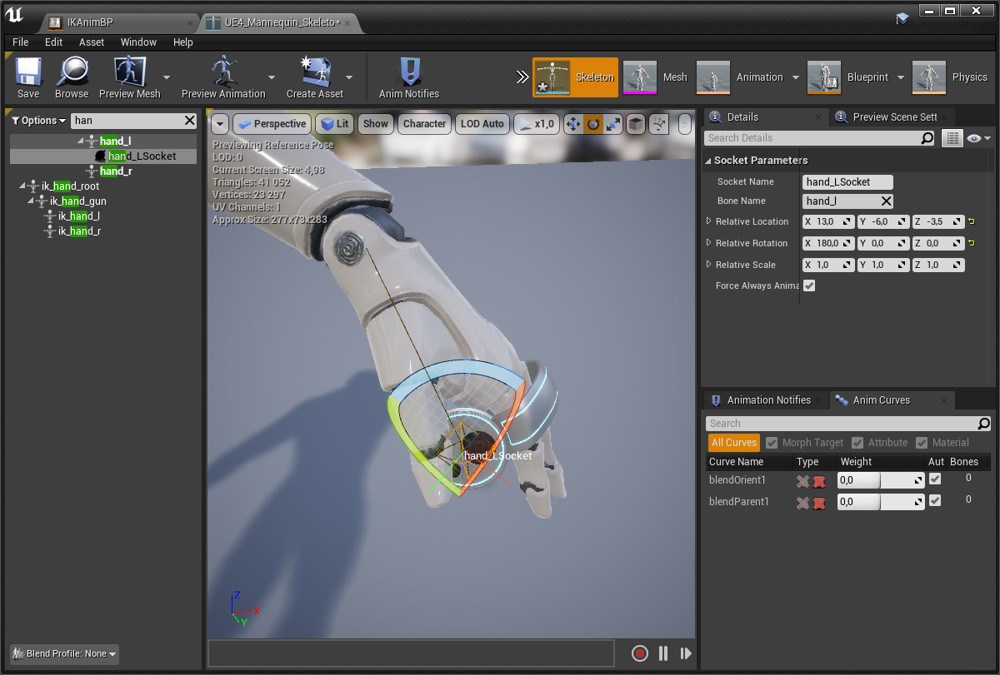 IKAnimBP
UE4_Mannequin_Skeleto*
File Edit Asset Window Help
Save Browse Preview Mesh Preview Animation Create Asset Anim Notifies Skeleton Mesh Animation Blueprint Physics
Options han
hand_l
hand_LSocket
hand_r
ik_hand_root
ik_hand_gun
ik_hand_l
ik_hand_r
Blend Profile: None
Perspective Lit Show Character LOD Auto x1,0
Previewing Reference Pose
LOD: 0
Current Screen Size: 4,98
Triangles: 41 052
Vertices: 23 297
UV Channels: 1
Approx Size: 277x73x283
hand_LSocket
Z
X
Y
Details Preview Scene Sett
Search Details
Socket Parameters
Socket Name hand_LSocket
Bone Name hand_l
Relative Location X 13,0 Y -6,0 Z -3,5
Relative Rotation X 180,0 Y 0,0 Z 0,0
Relative Scale X 1,0 Y 1,0 Z 1,0
Force Always Anima
Animation Notifies Anim Curves
Search
All Curves Morph Target Attribute Material
Curve Name Type Weight Aut Bones
blendOrient1 0,0 0
blendParent1 0,0 0